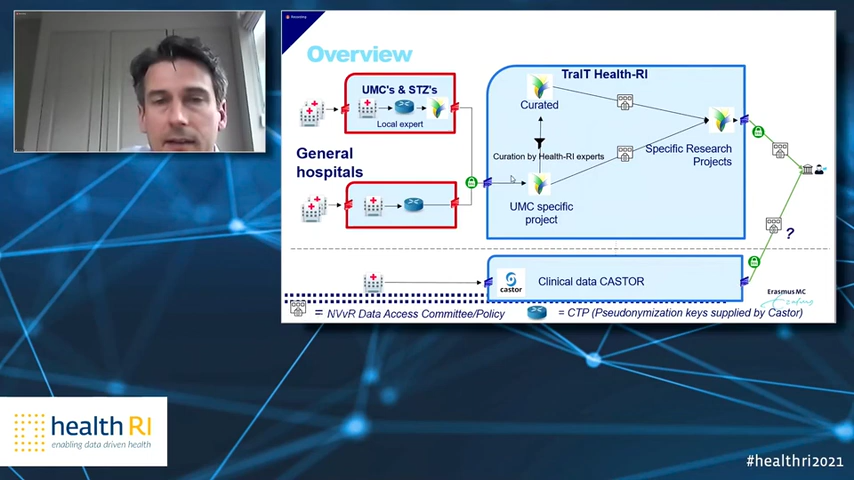 Recording
Overview
UMC's & STZ's
Local expert
General
hospitals
TraIT Health-RI
Curated
Curation by Health-RI experts
UMC specific
project
Specific Research
Projects
?
castor
Clinical data CASTOR
Erasmus MC
Erasmus
= NVvR Data Access Committee/Policy
= CTP (Pseudonymization keys supplied by Castor)
health RI
enabling data driven health
#healthri2021